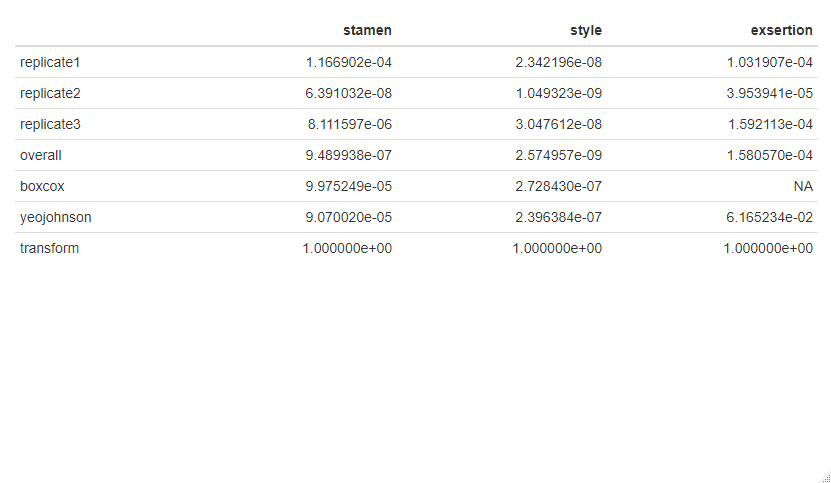 stamen style exsertion
replicate1 1.166902e-04 2.342196e-08 1.031907e-04
replicate2 6.391032e-08 1.049323e-09 3.953941e-05
replicate3 8.111597e-06 3.047612e-08 1.592113e-04
overall 9.489938e-07 2.574957e-09 1.580570e-04
boxcox 9.975249e-05 2.728430e-07 NA
yeojohnson 9.070020e-05 2.396384e-07 6.165234e-02
transform 1.000000e+00 1.000000e+00 1.000000e+00